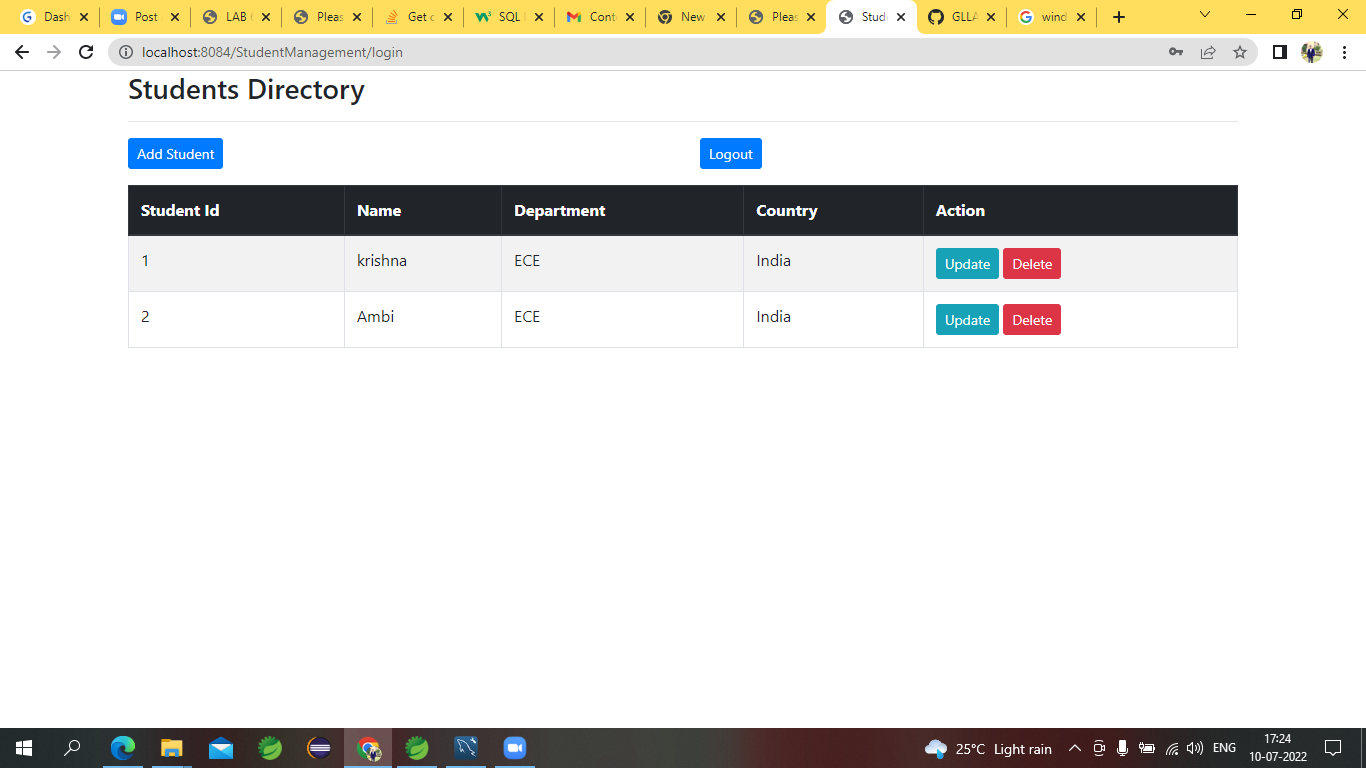 Dash Post LAB Pleas Get c SQL Cont New Pleas Stud GLLA wind
localhost:8084/StudentManagement/login
Students Directory
Add Student Logout
Student Id Name Department Country Action
1 krishna ECE India Update Delete
2 Ambi ECE India Update Delete
25°C Light rain ENG 17:24
10-07-2022